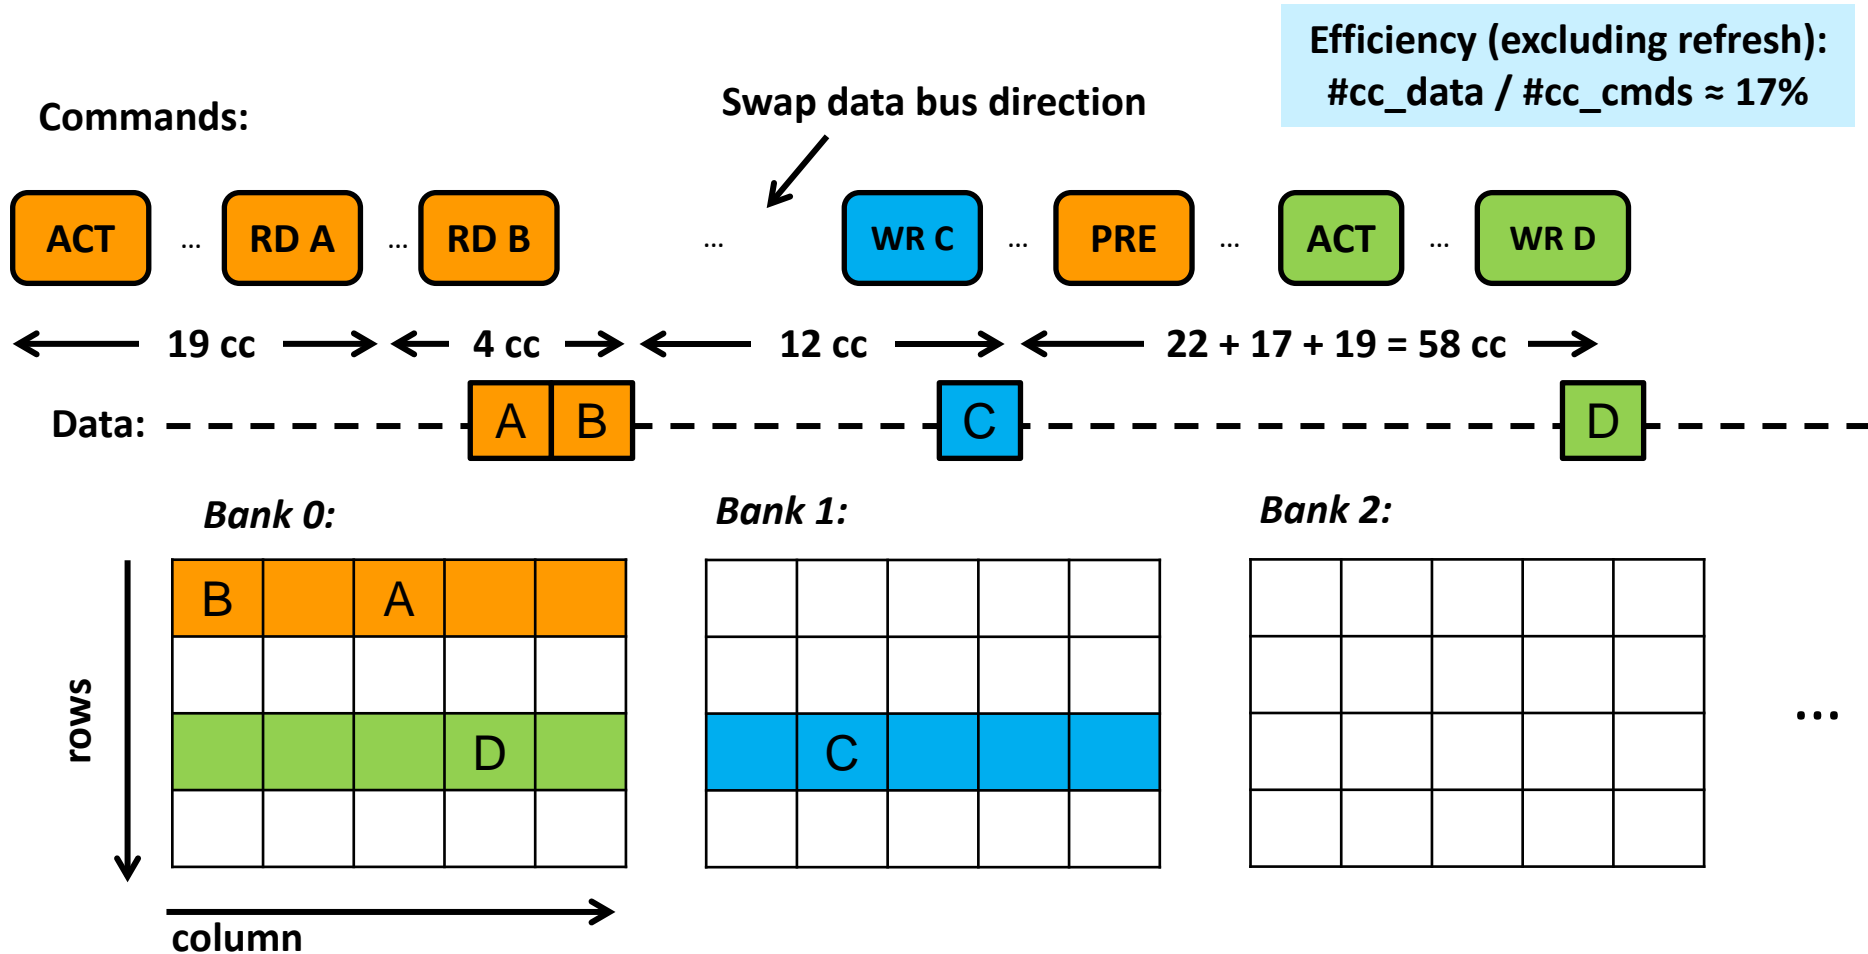 Efficiency (excluding refresh):
#cc_data / #cc_cmds ≈ 17%
Commands:
Swap data bus direction
ACT ... RD A ... RD B ... WR C ... PRE ... ACT ... WR D
19 cc 4 cc 12 cc 22 + 17 + 19 = 58 cc
Data: A B C D
Bank 0: Bank 1: Bank 2:
B A
rows
D C
...
column